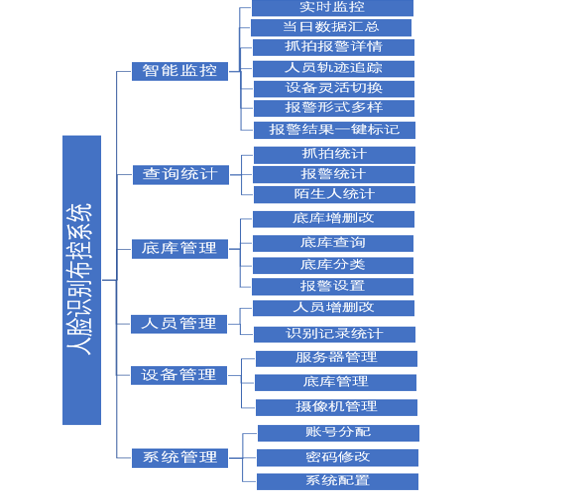 人脸识别布控系统
智能监控
实时监控
当日数据汇总
抓拍报警详情
人员轨迹追踪
设备灵活切换
报警形式多样
报警结果一键标记
查询统计
抓拍统计
报警统计
陌生人统计
底库管理
底库增删改
底库查询
底库分类
报警设置
人员管理
人员增删改
识别记录统计
设备管理
服务器管理
底库管理
摄像机管理
系统管理
账号分配
密码修改
系统配置